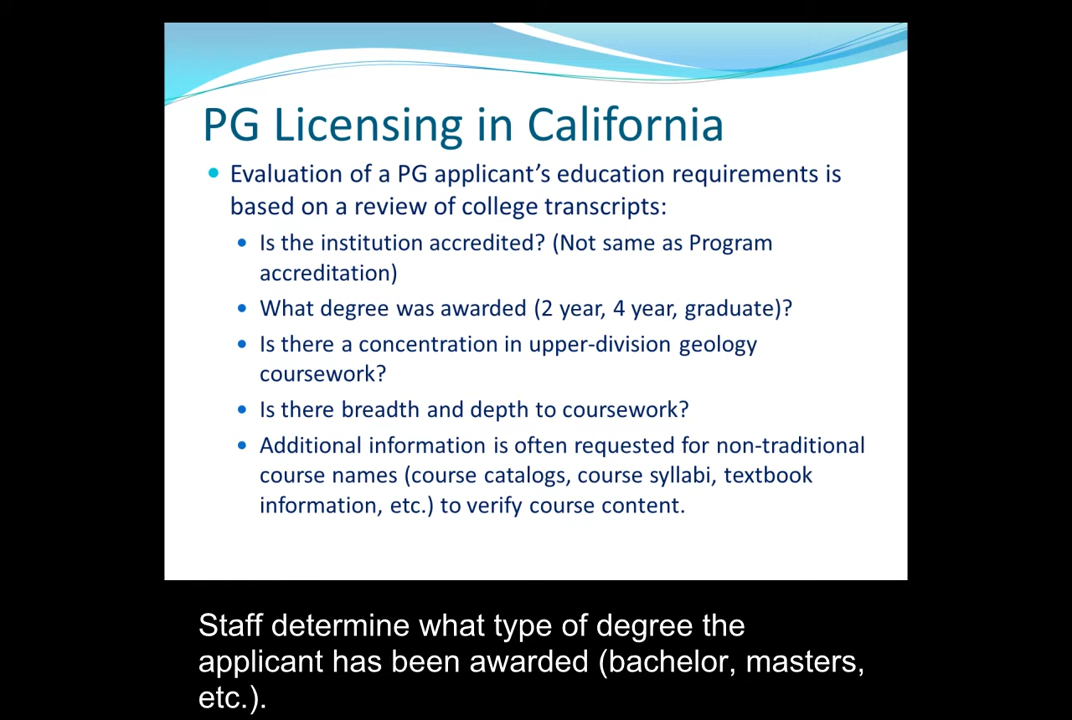 PG Licensing in California
• Evaluation of a PG applicant's education requirements is
based on a review of college transcripts:
• Is the institution accredited? (Not same as Program
accreditation)
• What degree was awarded (2 year, 4 year, graduate)?
• Is there a concentration in upper-division geology
coursework?
• Is there breadth and depth to coursework?
• Additional information is often requested for non-traditional
course names (course catalogs, course syllabi, textbook
information, etc.) to verify course content.
Staff determine what type of degree the
applicant has been awarded (bachelor, masters,
etc.).